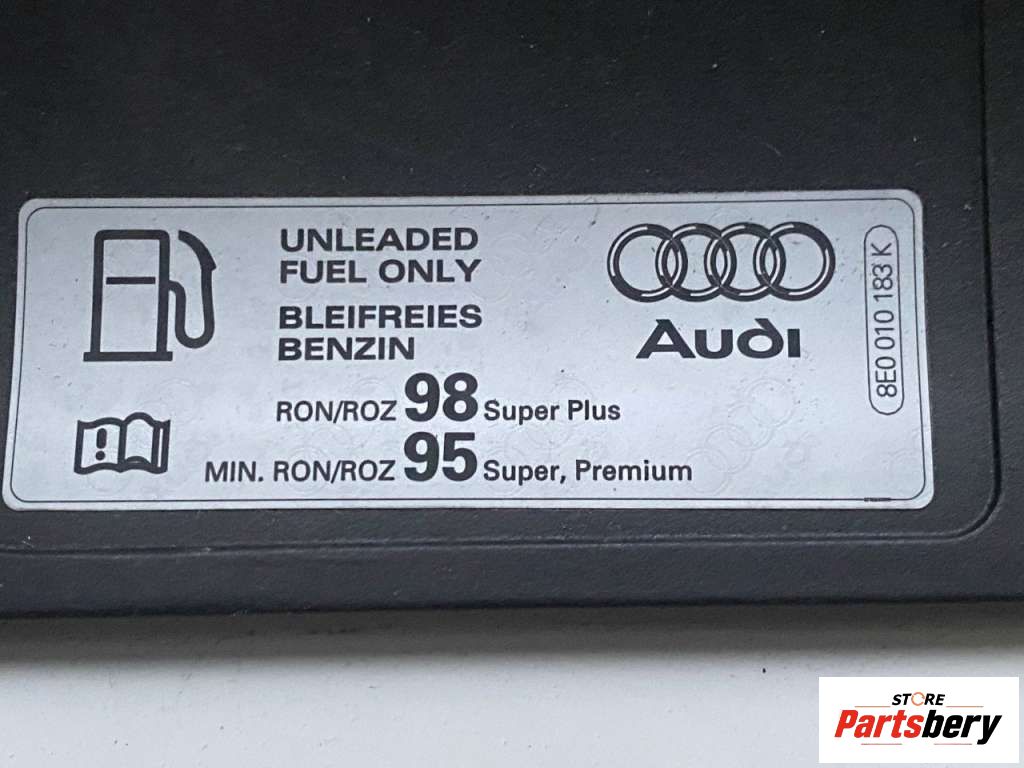 UNLEADED
FUEL ONLY
BLEIFREIES
BENZIN
RON/ROZ 98 Super Plus
MIN. RON/ROZ 95 Super, Premium
Audi
8E0 010 183 K
STORE
Partsbery